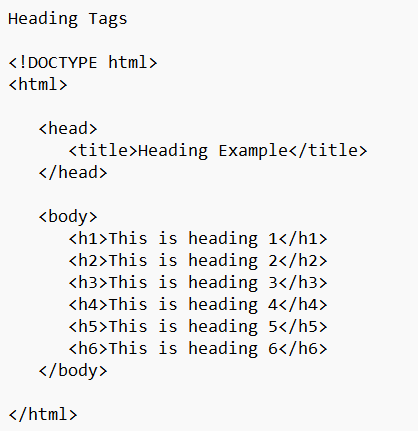 Heading Tags
<!DOCTYPE html>
<html>
<head>
<title>Heading Example</title>
</head>
<body>
<h1>This is heading 1</h1>
<h2>This is heading 2</h2>
<h3>This is heading 3</h3>
<h4>This is heading 4</h4>
<h5>This is heading 5</h5>
<h6>This is heading 6</h6>
</body>
</html>